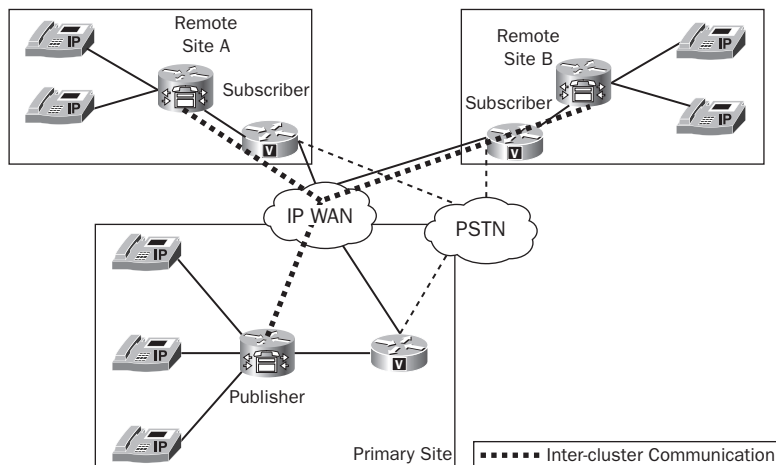 Remote
Site A
IP
IP
Subscriber
V
Remote
Site B
IP
IP
Subscriber
V
IP WAN
PSTN
IP
IP
IP
Publisher
V
Primary Site
Inter-cluster Communication